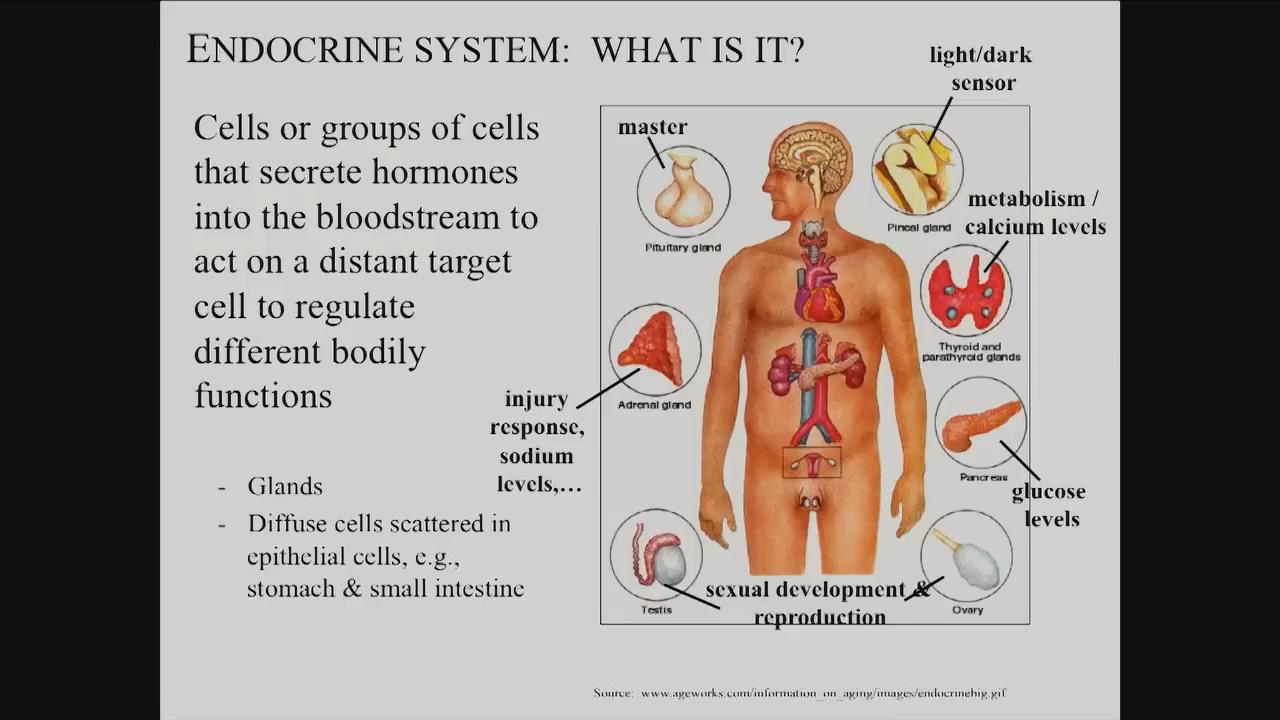 ENDOCRINE SYSTEM: WHAT IS IT?
Cells or groups of cells
that secrete hormones
into the bloodstream to
act on a distant target
cell to regulate
different bodily
functions
- Glands
- Diffuse cells scattered in
epithelial cells, e.g.,
stomach & small intestine
light/dark
sensor
master
Pituitary gland
Pineal gland
metabolism /
calcium levels
Thyroid and
parathyroid glands
Adrenal gland
injury
response,
sodium
levels,...
Pancreas
glucose
levels
Testis
sexual development &
reproduction
Ovary
Source: www.ageworks.com/information_on_aging/images/endocrinebig.gif